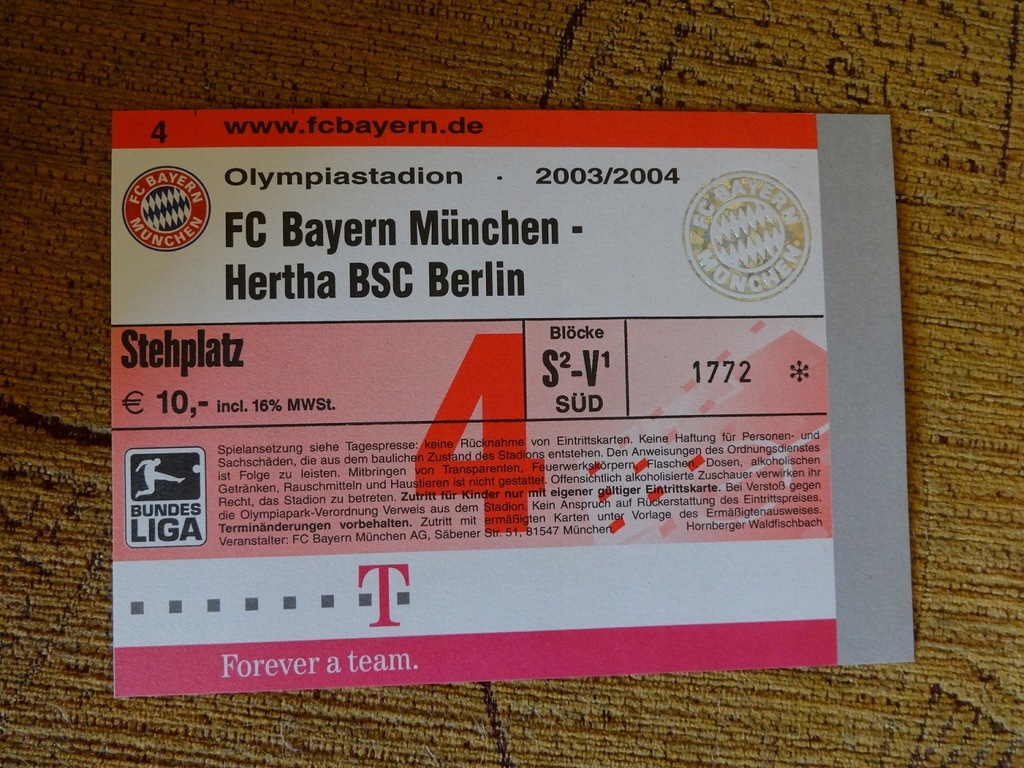 4 www.fcbayern.de
FC BAYERN MÜNCHEN
Olympiastadion · 2003/2004
FC Bayern München -
Hertha BSC Berlin
FC BAYERN MÜNCHEN
Stehplatz
€ 10,- incl. 16% MWSt.
4
Blöcke
S²-V¹
SÜD
1772 *
Spielansetzung siehe Tagespresse: keine Rücknahme von Eintrittskarten. Keine Haftung für Personen- und
Sachschäden, die aus dem baulichen Zustand des Stadions entstehen. Den Anweisungen des Ordnungsdienstes
ist Folge zu leisten. Mitbringen von Transparenten, Feuerwerkskörpern, Flaschen, Dosen, alkoholischen
Getränken, Rauschmitteln und Haustieren ist nicht gestattet. Offensichtlich alkoholisierte Zuschauer verwirken ihr
Recht, das Stadion zu betreten. Zutritt für Kinder nur mit eigener gültiger Eintrittskarte. Bei Verstoß gegen
die Olympiapark-Verordnung Verweis aus dem Stadion. Kein Anspruch auf Rückerstattung des Eintrittspreises.
Terminänderungen vorbehalten. Zutritt mit ermäßigten Karten unter Vorlage des Ermäßigtenausweises.
Veranstalter: FC Bayern München AG, Säbener Str. 51, 81547 München Hornberger Waldfischbach
BUNDES
LIGA
T
Forever a team.